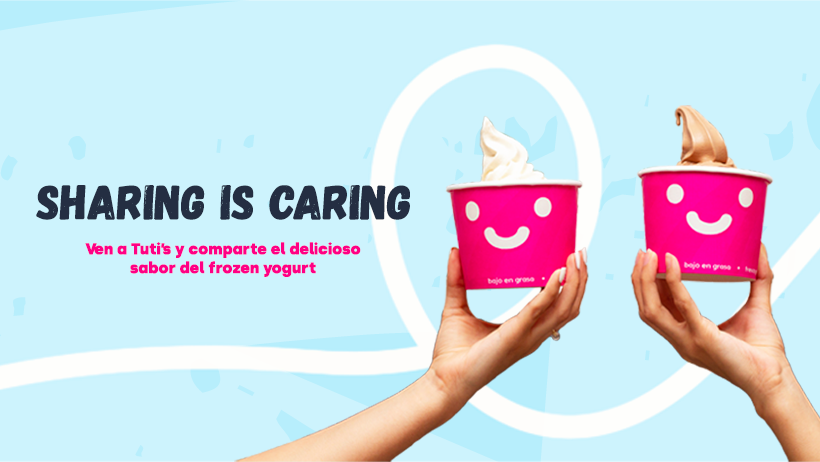 SHARING IS CARING
Ven a Tuti's y comparte el delicioso
sabor del frozen yogurt
bajo en grasa •
bajo en grasa •